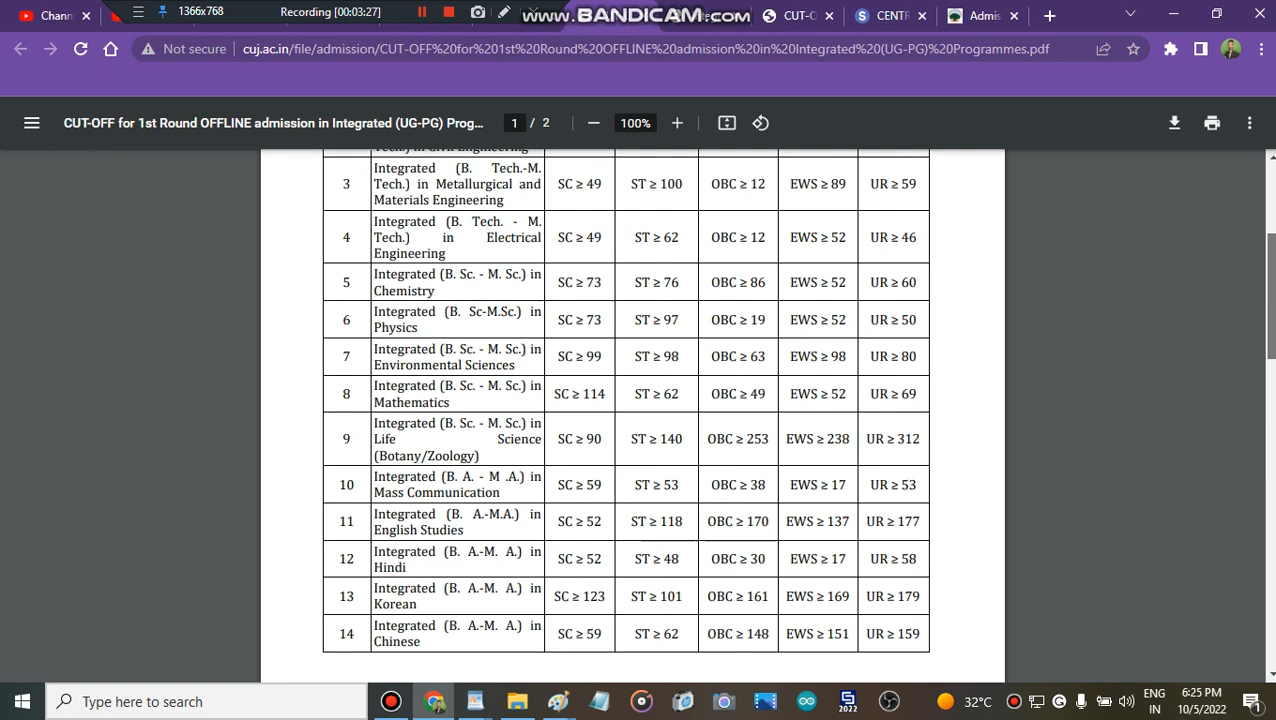 1366x768
Recording [00:03:27]
www.BANDICAM.com
Chann
CUT-O
CENTR
Admis
Not secure
cuj.ac.in/file/admission/CUT-OFF%20for%201st%20Round%20OFFLINE%20admission%20in%20Integrated%20(UG-PG)%20Programmes.pdf
CUT-OFF for 1st Round OFFLINE admission in Integrated (UG-PG) Prog...
1 / 2
100%
Tech.) in Civil Engineering
3 Integrated (B. Tech.-M. Tech.) in Metallurgical and Materials Engineering SC ≥ 49 ST ≥ 100 OBC ≥ 12 EWS ≥ 89 UR ≥ 59
4 Integrated (B. Tech. - M. Tech.) in Electrical Engineering SC ≥ 49 ST ≥ 62 OBC ≥ 12 EWS ≥ 52 UR ≥ 46
5 Integrated (B. Sc. - M. Sc.) in Chemistry SC ≥ 73 ST ≥ 76 OBC ≥ 86 EWS ≥ 52 UR ≥ 60
6 Integrated (B. Sc-M.Sc.) in Physics SC ≥ 73 ST ≥ 97 OBC ≥ 19 EWS ≥ 52 UR ≥ 50
7 Integrated (B. Sc. - M. Sc.) in Environmental Sciences SC ≥ 99 ST ≥ 98 OBC ≥ 63 EWS ≥ 98 UR ≥ 80
8 Integrated (B. Sc. - M. Sc.) in Mathematics SC ≥ 114 ST ≥ 62 OBC ≥ 49 EWS ≥ 52 UR ≥ 69
9 Integrated (B. Sc. - M. Sc.) in Life Science (Botany/Zoology) SC ≥ 90 ST ≥ 140 OBC ≥ 253 EWS ≥ 238 UR ≥ 312
10 Integrated (B. A. - M .A.) in Mass Communication SC ≥ 59 ST ≥ 53 OBC ≥ 38 EWS ≥ 17 UR ≥ 53
11 Integrated (B. A.-M.A.) in English Studies SC ≥ 52 ST ≥ 118 OBC ≥ 170 EWS ≥ 137 UR ≥ 177
12 Integrated (B. A.-M. A.) in Hindi SC ≥ 52 ST ≥ 48 OBC ≥ 30 EWS ≥ 17 UR ≥ 58
13 Integrated (B. A.-M. A.) in Korean SC ≥ 123 ST ≥ 101 OBC ≥ 161 EWS ≥ 169 UR ≥ 179
14 Integrated (B. A.-M. A.) in Chinese SC ≥ 59 ST ≥ 62 OBC ≥ 148 EWS ≥ 151 UR ≥ 159
Type here to search
2022
32°C
ENG
IN
6:25 PM
10/5/2022
1